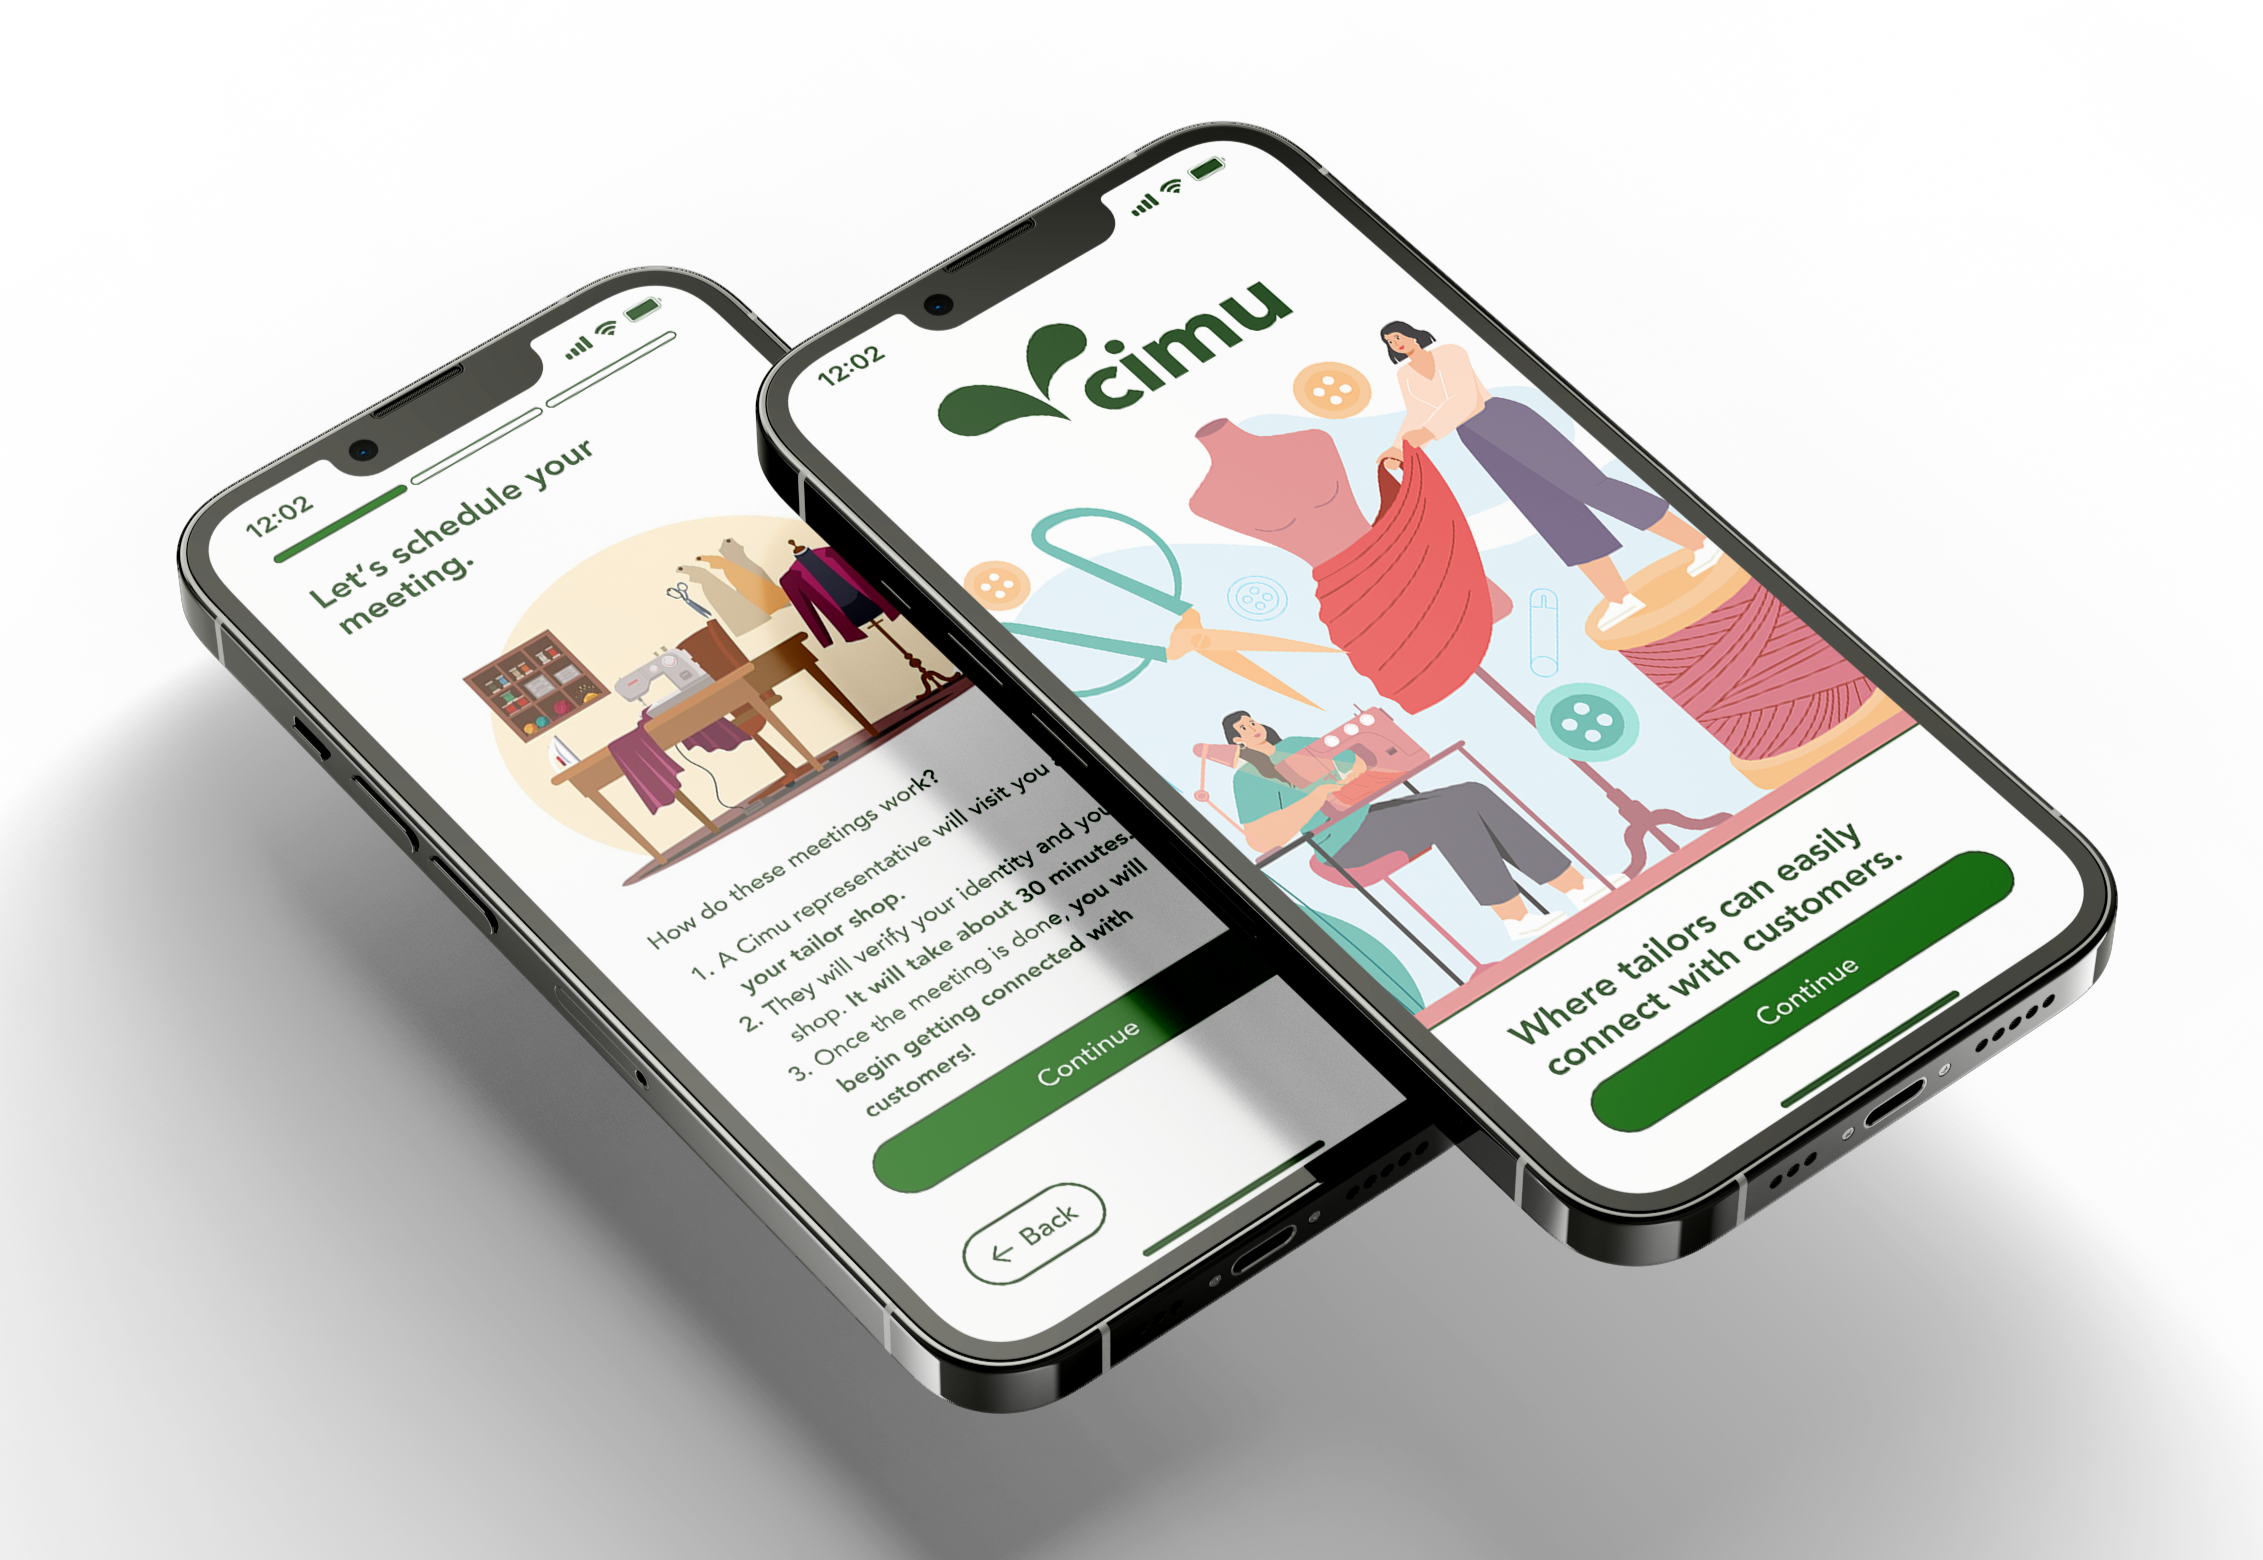 12:02
Let's schedule your
meeting.
How do these meetings work?
1. A Cimu representative will visit you
your tailor shop.
2. They will verify your identity and
shop. It will take about 30 minutes.
3. Once the meeting is done, you will
begin getting connected with
customers!
Continue
← Back
12:02
cimu
Where tailors can easily
connect with customers.
Continue